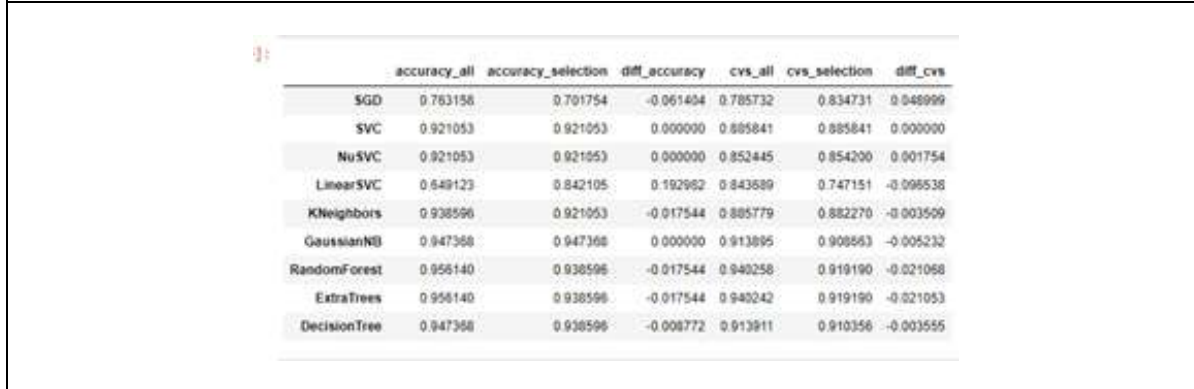 accuracy_all accuracy_selection diff_accuracy cvs_all cvs_selection diff_cvs
SGD 0.763158 0.701754 -0.061404 0.785732 0.834731 0.048999
SVC 0.921053 0.921053 0.000000 0.885841 0.885841 0.000000
NuSVC 0.921053 0.921053 0.000000 0.852445 0.854200 0.001754
LinearSVC 0.649123 0.842105 0.192982 0.843689 0.747151 -0.096538
KNeighbors 0.938596 0.921053 -0.017544 0.885779 0.882270 -0.003509
GaussianNB 0.947368 0.947368 0.000000 0.913895 0.908663 -0.005232
RandomForest 0.956140 0.938596 -0.017544 0.940258 0.919190 -0.021068
ExtraTrees 0.956140 0.938596 -0.017544 0.940242 0.919190 -0.021053
DecisionTree 0.947368 0.938596 -0.008772 0.913911 0.910356 -0.003555